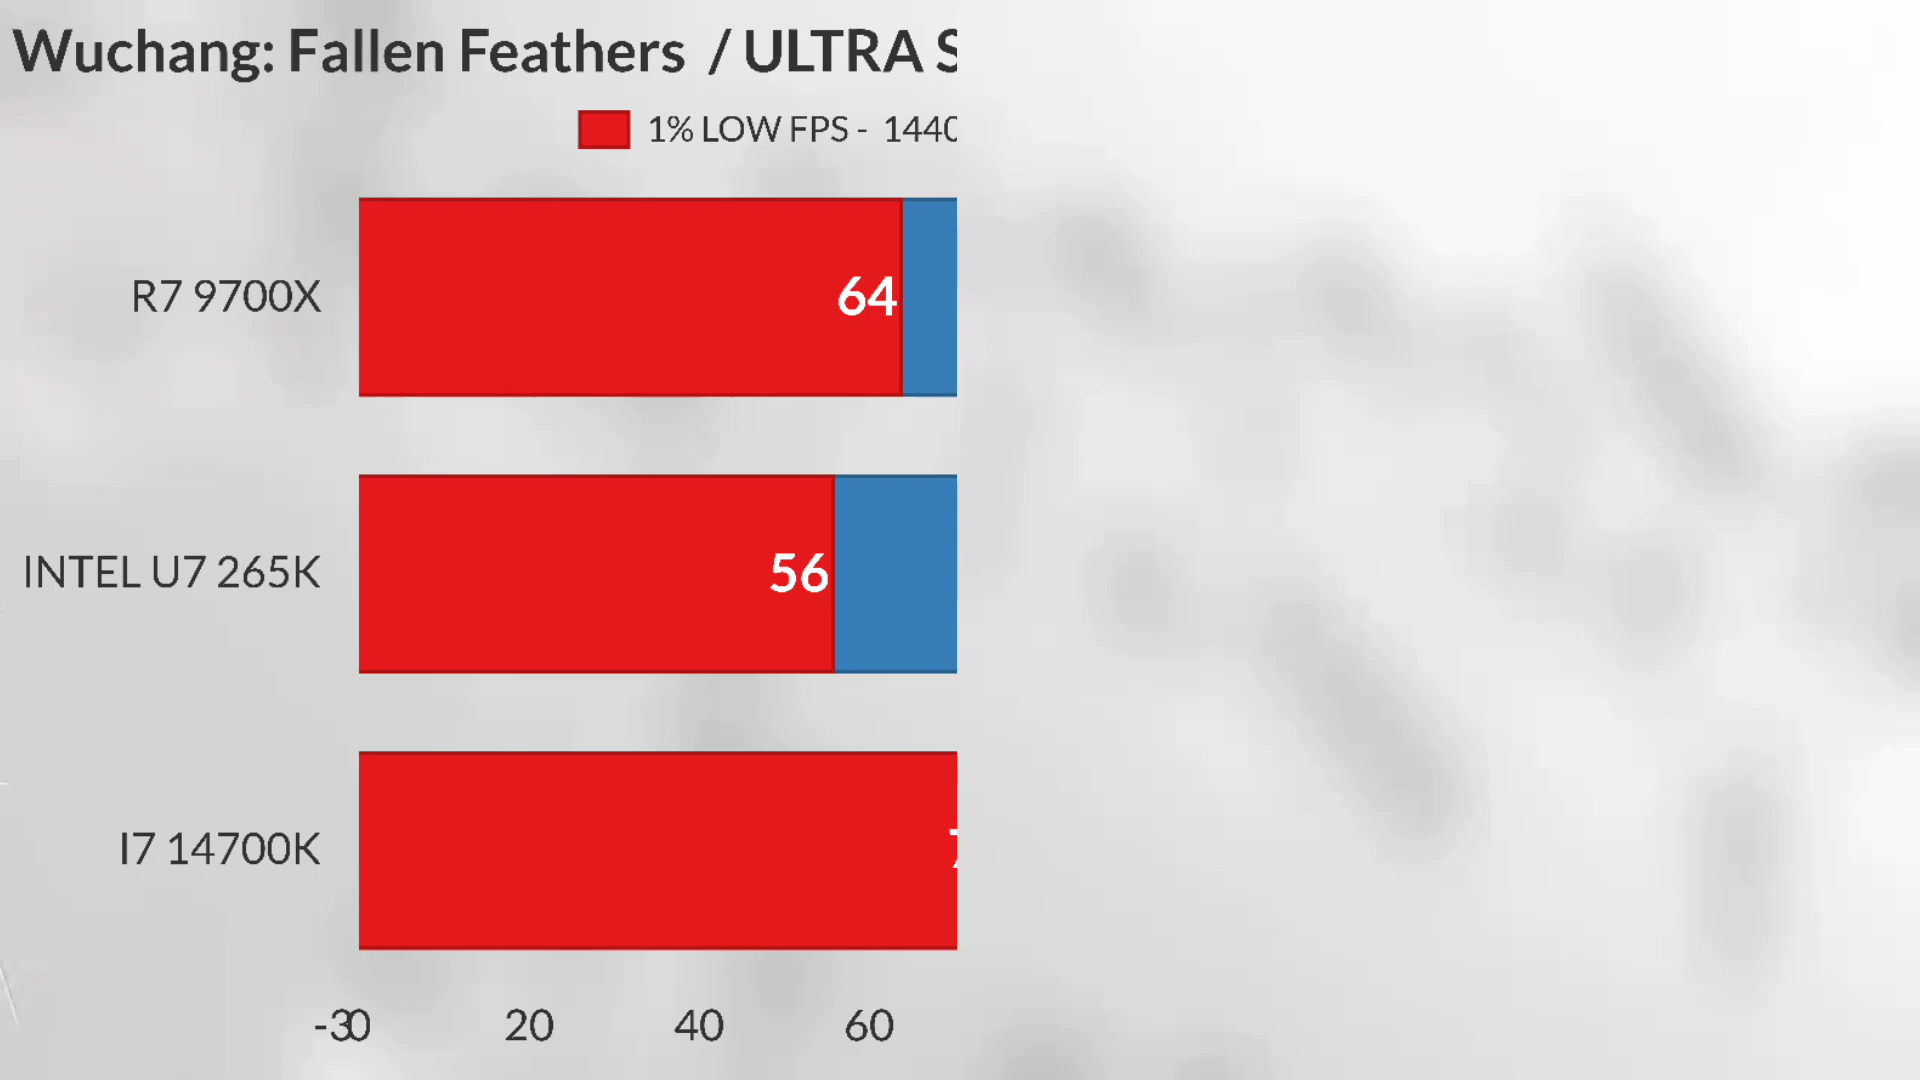 Wuchang: Fallen Feathers / ULTRA S
1% LOW FPS - 1440
R7 9700X
64
INTEL U7 265K
56
I7 14700K
7
-30 20 40 60